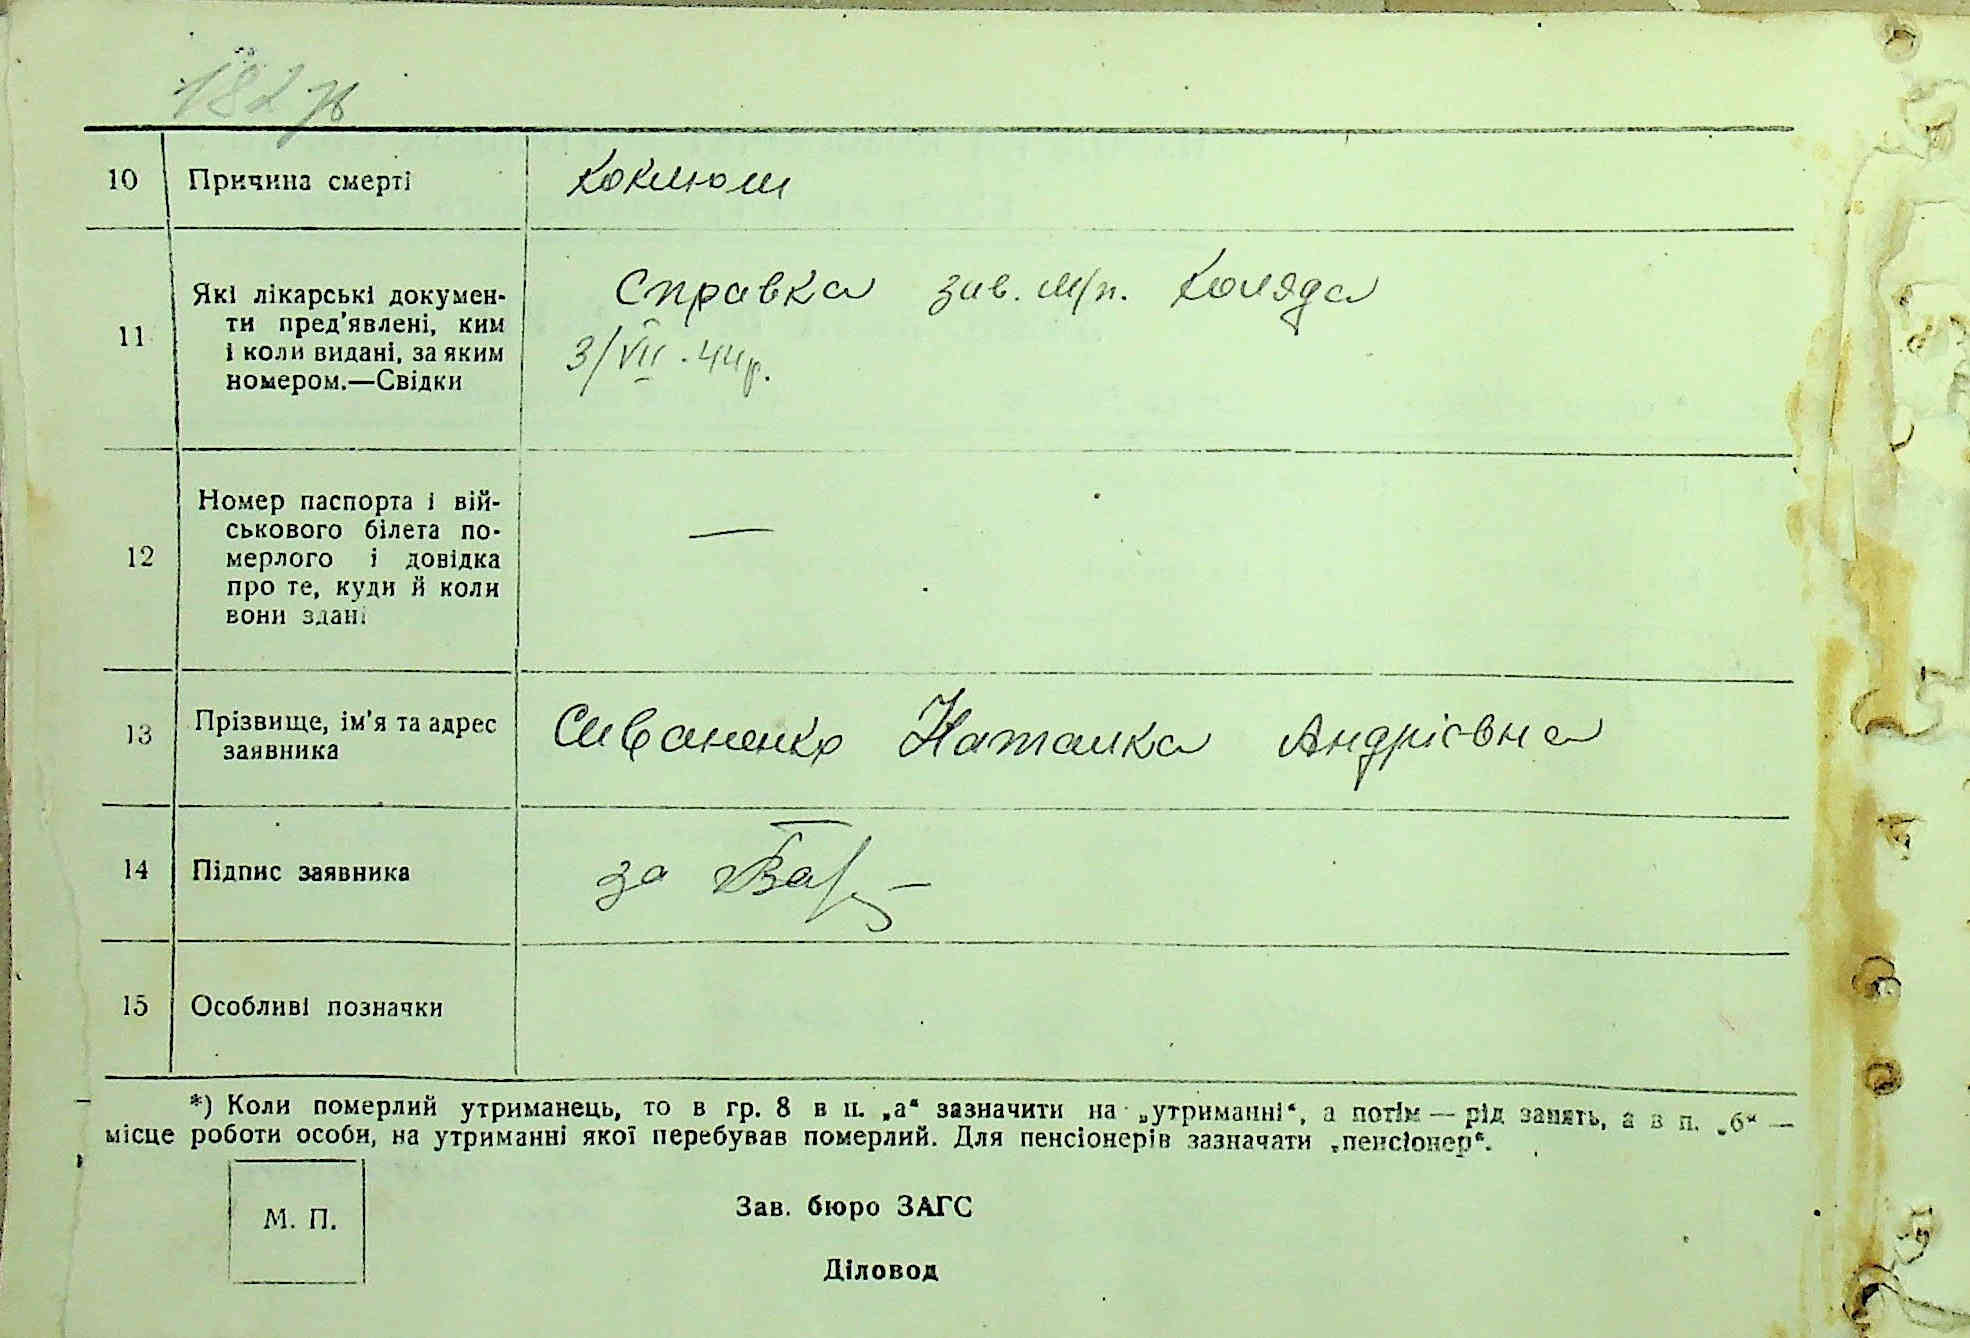 10 Причина смерті Коклюш
11 Які лікарські докумен-
ти пред'явлені, ким
і коли видані, за яким
номером.—Свідки
Справка зав. м/п. Коляда
3/VII - 44р.
12 Номер паспорта і вій-
ськового білета по-
мерлого і довідка
про те, куди й коли
вони здані
—
13 Прізвище, ім'я та адрес
заявника
Сиваненко Наталка Андріївна
14 Підпис заявника за
15 Особливі позначки
*) Коли померлий утриманець, то в гр. 8 в п. „а“ зазначити на „утриманні“, а потім — рід занять, а в п. „б“ —
місце роботи особи, на утриманні якої перебував померлий. Для пенсіонерів зазначати „пенсіонер“.
М. П.
Зав. бюро ЗАГС
Діловод